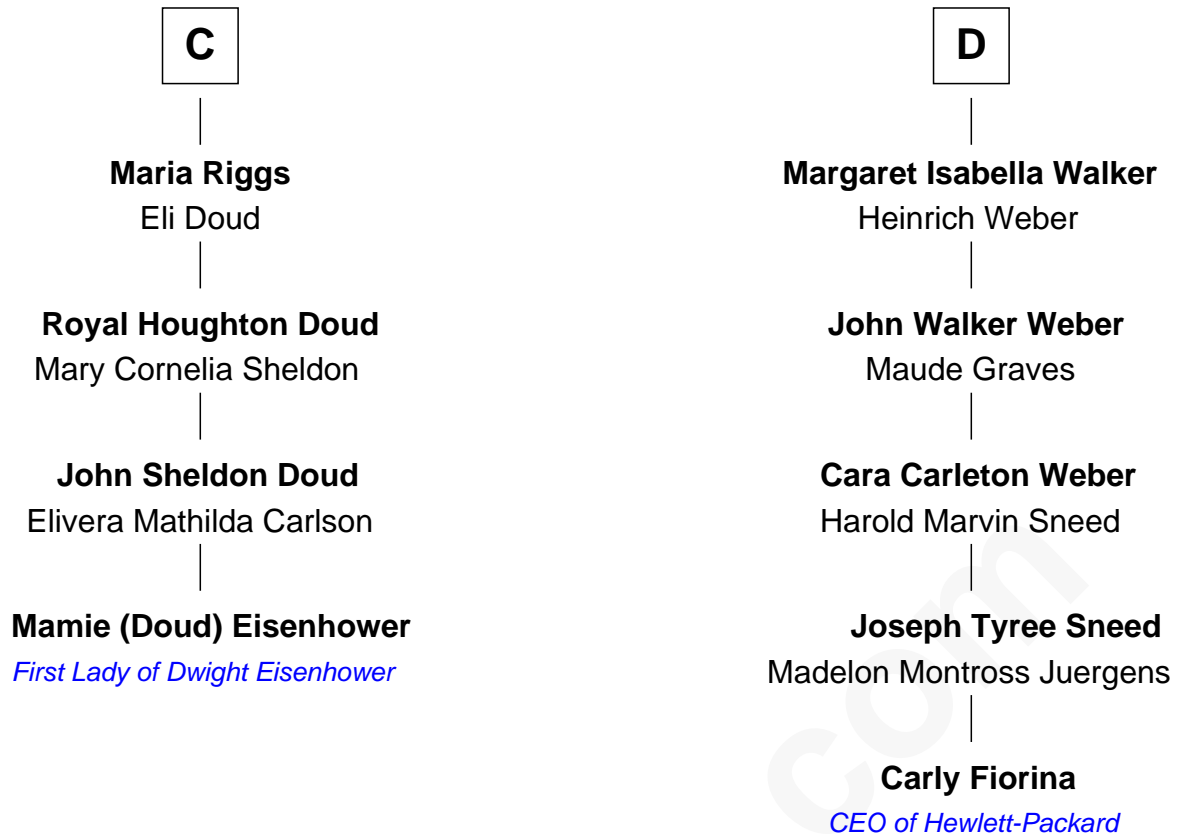 C
Maria Riggs
Eli Doud
Royal Houghton Doud
Mary Cornelia Sheldon
John Sheldon Doud
Elivera Mathilda Carlson
Mamie (Doud) Eisenhower
First Lady of Dwight Eisenhower
D
Margaret Isabella Walker
Heinrich Weber
John Walker Weber
Maude Graves
Cara Carleton Weber
Harold Marvin Sneed
Joseph Tyree Sneed
Madelon Montross Juergens
Carly Fiorina
CEO of Hewlett-Packard
com